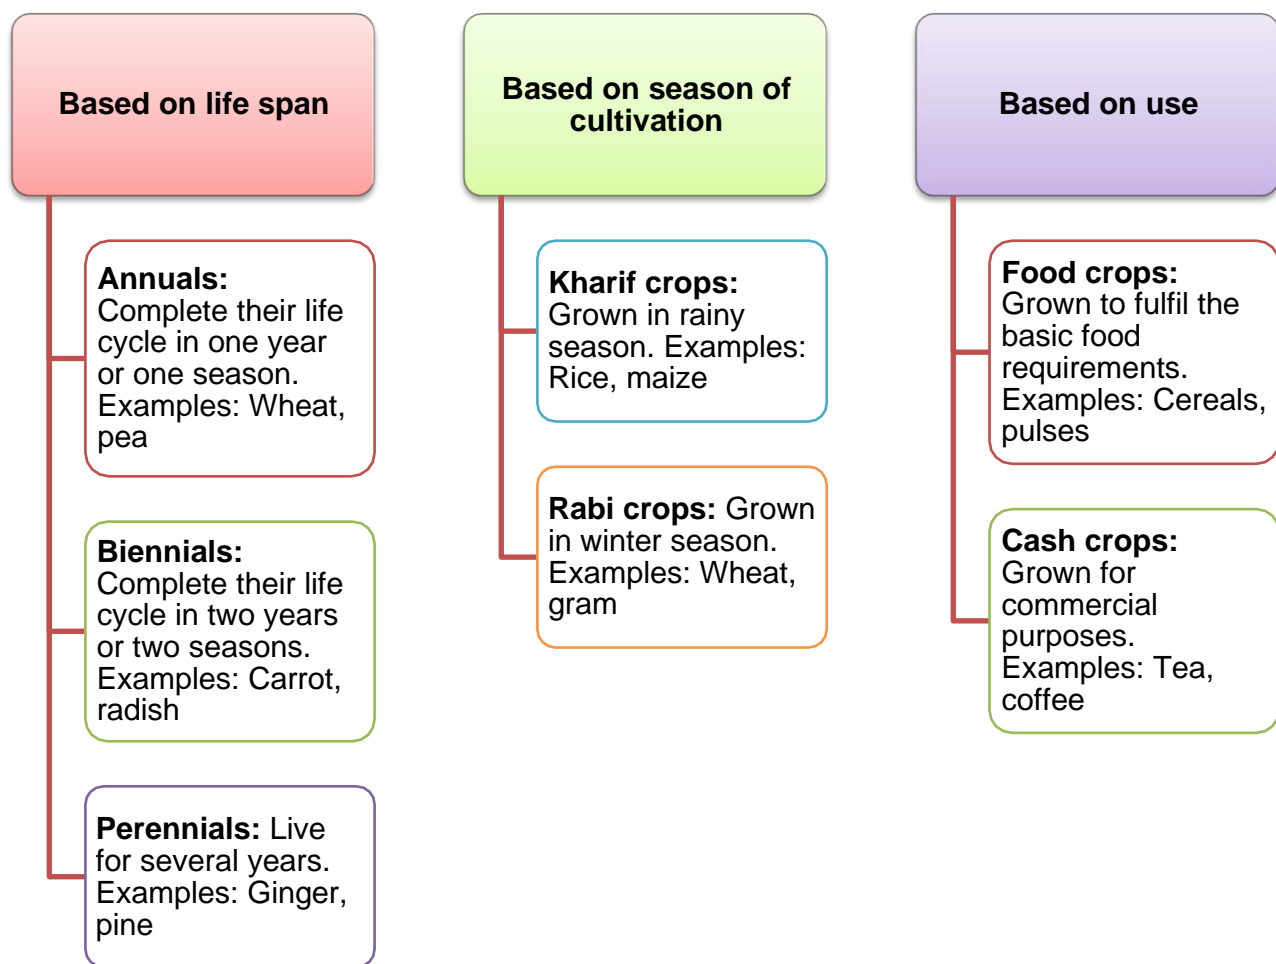 Based on life span
Annuals:
Complete their life
cycle in one year
or one season.
Examples: Wheat,
pea
Biennials:
Complete their life
cycle in two years
or two seasons.
Examples: Carrot,
radish
Perennials: Live
for several years.
Examples: Ginger,
pine
Based on season of
cultivation
Kharif crops:
Grown in rainy
season. Examples:
Rice, maize
Rabi crops: Grown
in winter season.
Examples: Wheat,
gram
Based on use
Food crops:
Grown to fulfil the
basic food
requirements.
Examples: Cereals,
pulses
Cash crops:
Grown for
commercial
purposes.
Examples: Tea,
coffee